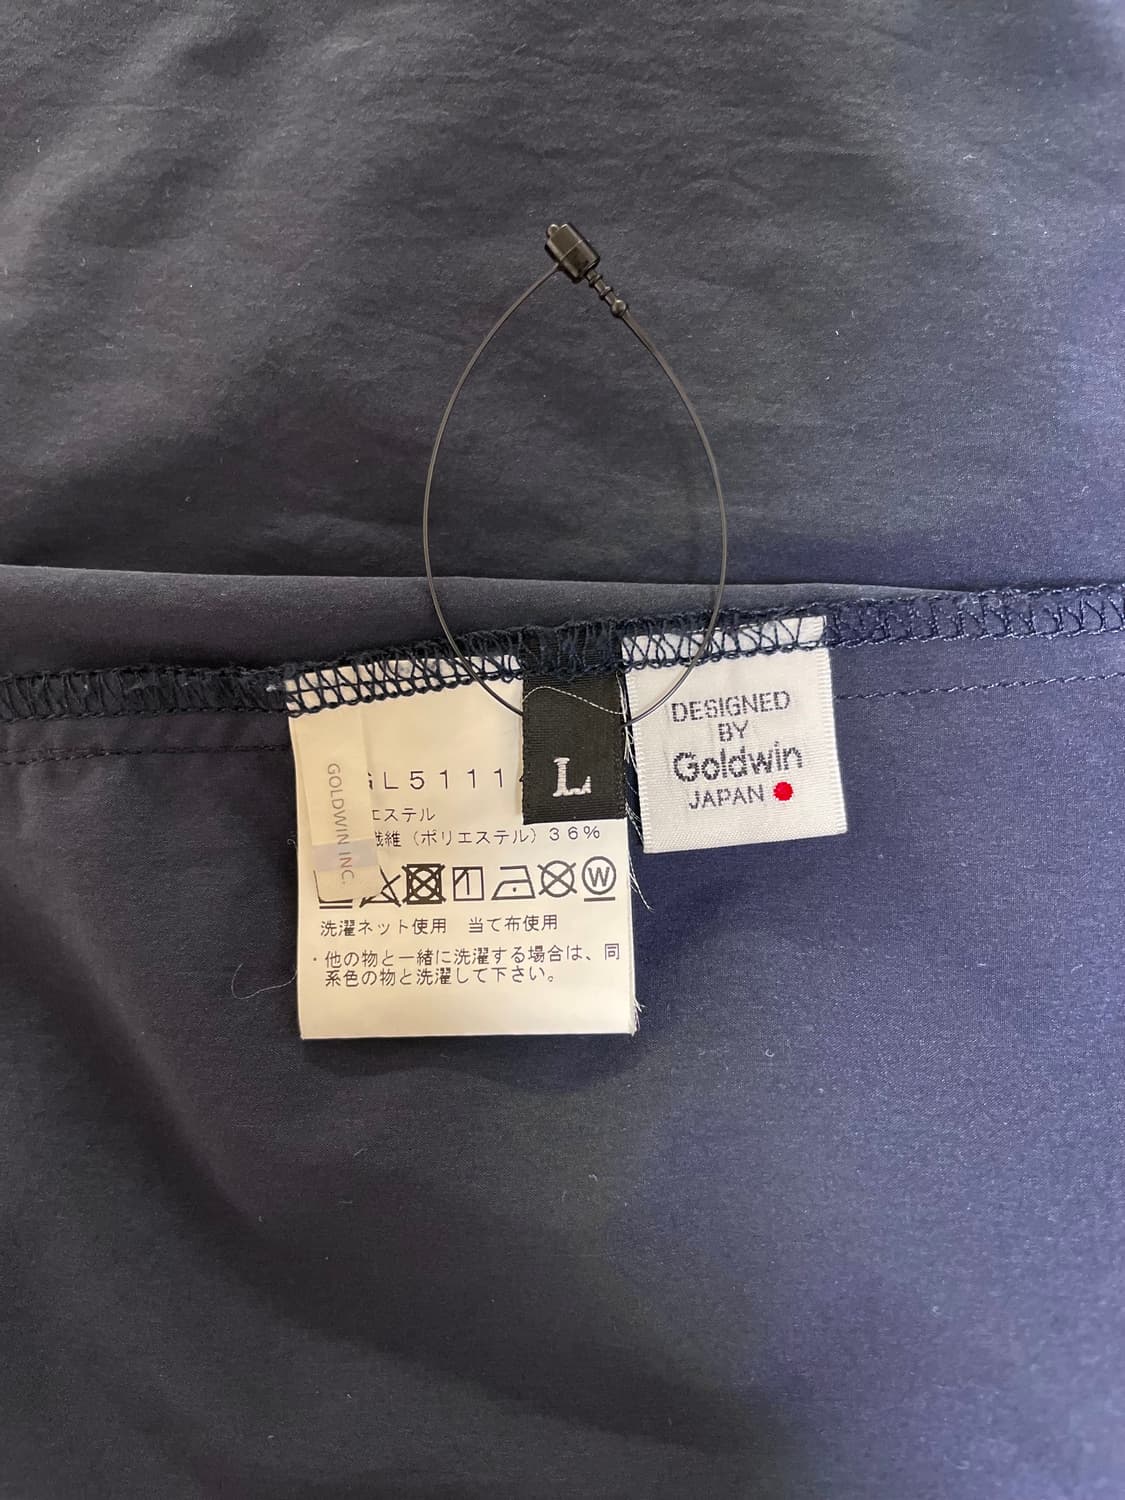 GL5111
エステル
繊維（ポリエステル）36%
W
洗濯ネット使用　当て布使用
・他の物と一緒に洗濯する場合は、同
系色の物と洗濯して下さい。
GOLDWIN INC.
L
DESIGNED
BY
Goldwin
JAPAN